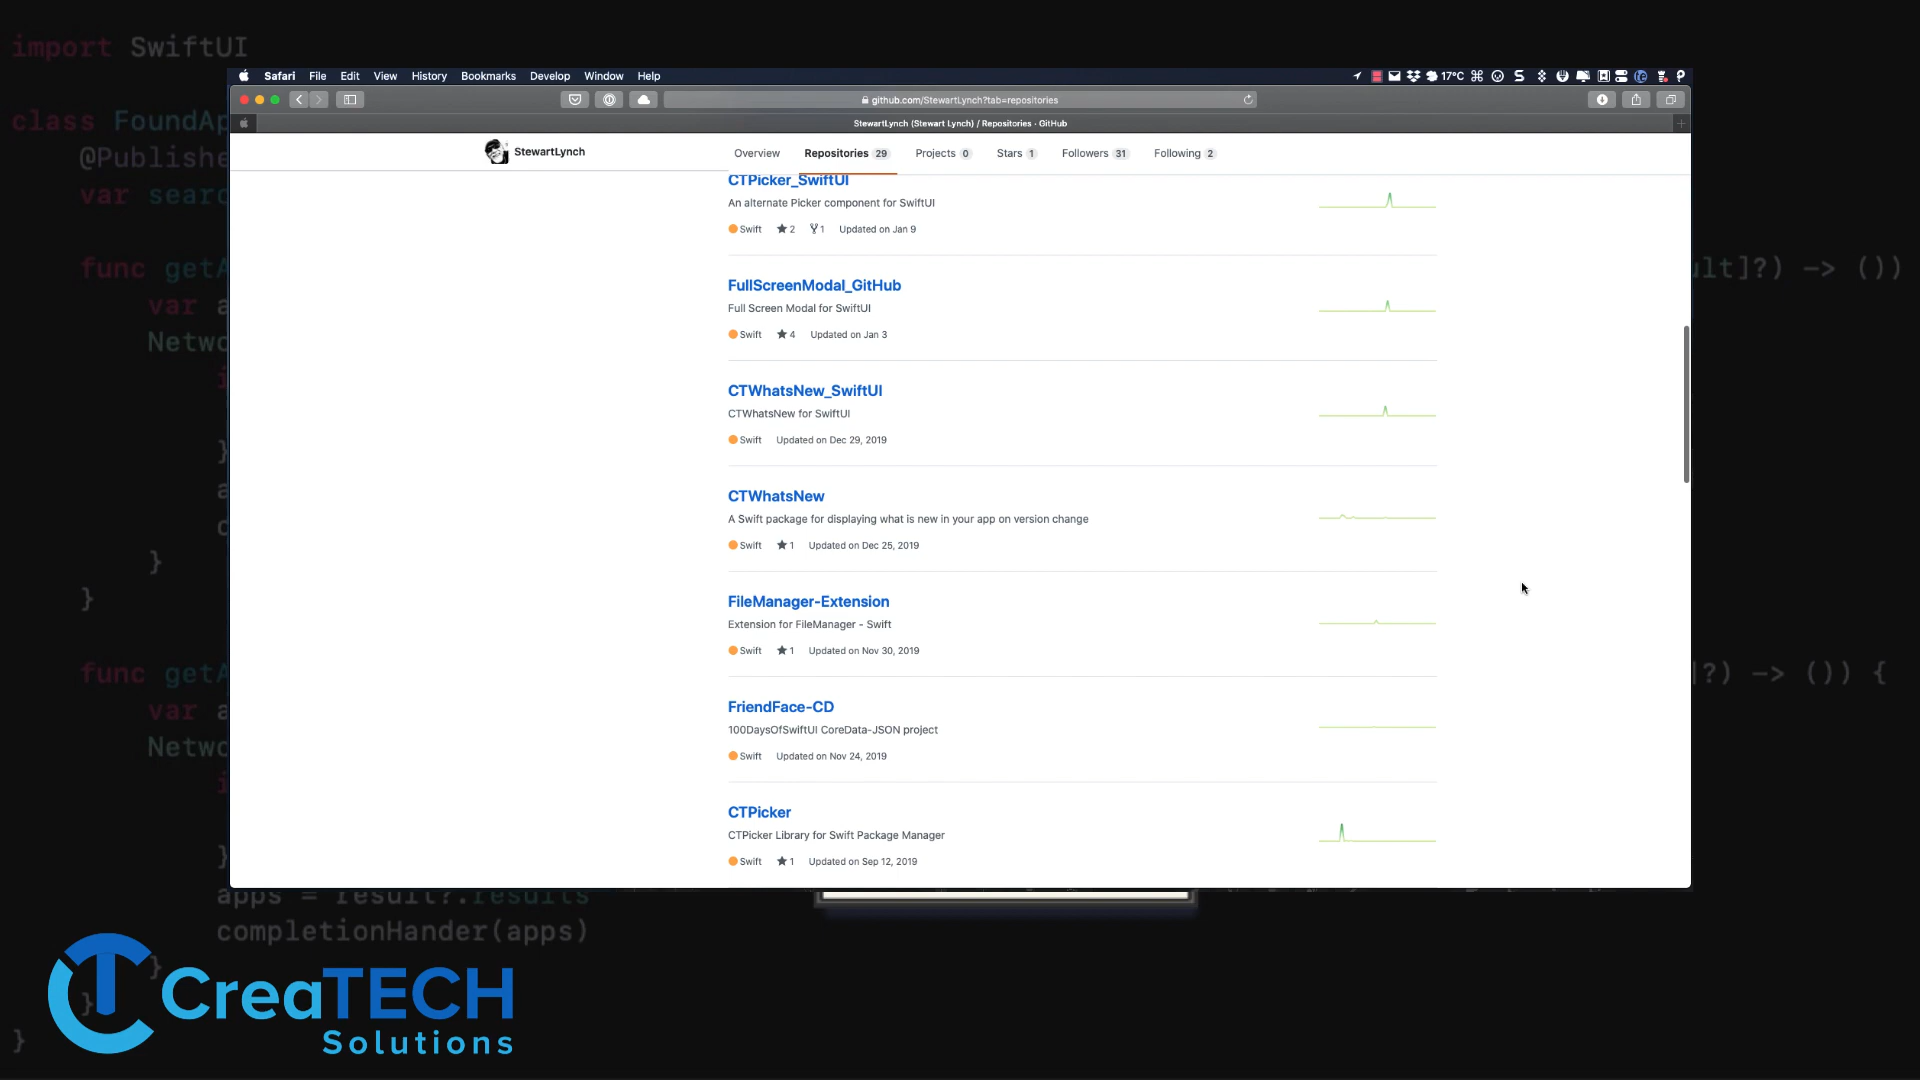 import SwiftUI
Safari File Edit View History Bookmarks Develop Window Help
17°C
github.com/StewartLynch?tab=repositories
StewartLynch (Stewart Lynch) / Repositories · GitHub
StewartLynch
Overview Repositories 29 Projects 0 Stars 1 Followers 31 Following 2
class FoundAp
@Publishe
var searc
func getA
ult]?) -> ())
var a
Netwo
i
}
a
c
}
}
func getA
]?) -> ()) {
var a
Netwo
i
}
CTPicker_SwiftUI
An alternate Picker component for SwiftUI
Swift 2 1 Updated on Jan 9
FullScreenModal_GitHub
Full Screen Modal for SwiftUI
Swift 4 Updated on Jan 3
CTWhatsNew_SwiftUI
CTWhatsNew for SwiftUI
Swift Updated on Dec 29, 2019
CTWhatsNew
A Swift package for displaying what is new in your app on version change
Swift 1 Updated on Dec 25, 2019
FileManager-Extension
Extension for FileManager - Swift
Swift 1 Updated on Nov 30, 2019
FriendFace-CD
100DaysOfSwiftUI CoreData-JSON project
Swift Updated on Nov 24, 2019
CTPicker
CTPicker Library for Swift Package Manager
Swift 1 Updated on Sep 12, 2019
apps = result?.results
completionHander(apps)
}
}
}
CreaTECH
Solutions